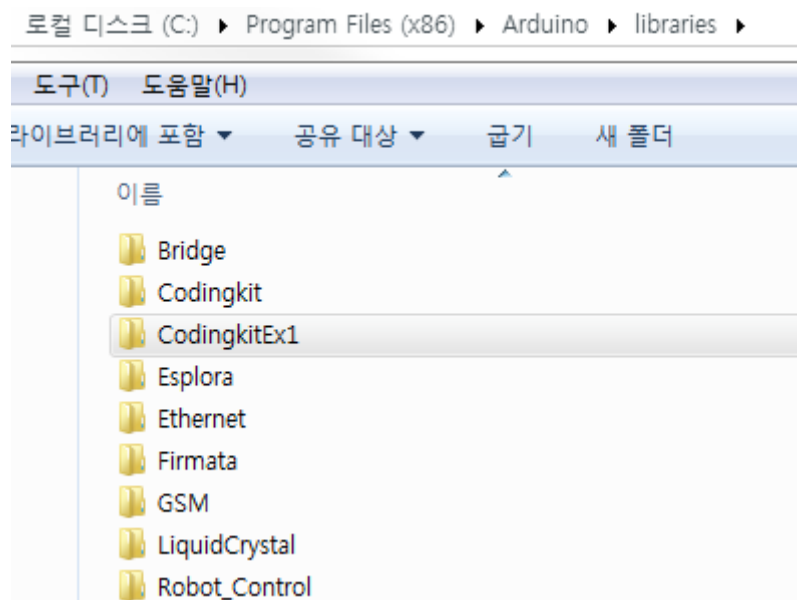 로컬 디스크 (C:) ▸ Program Files (x86) ▸ Arduino ▸ libraries ▸
도구(T) 도움말(H)
라이브러리에 포함 ▼ 공유 대상 ▼ 굽기 새 폴더
이름
Bridge
Codingkit
CodingkitEx1
Esplora
Ethernet
Firmata
GSM
LiquidCrystal
Robot_Control